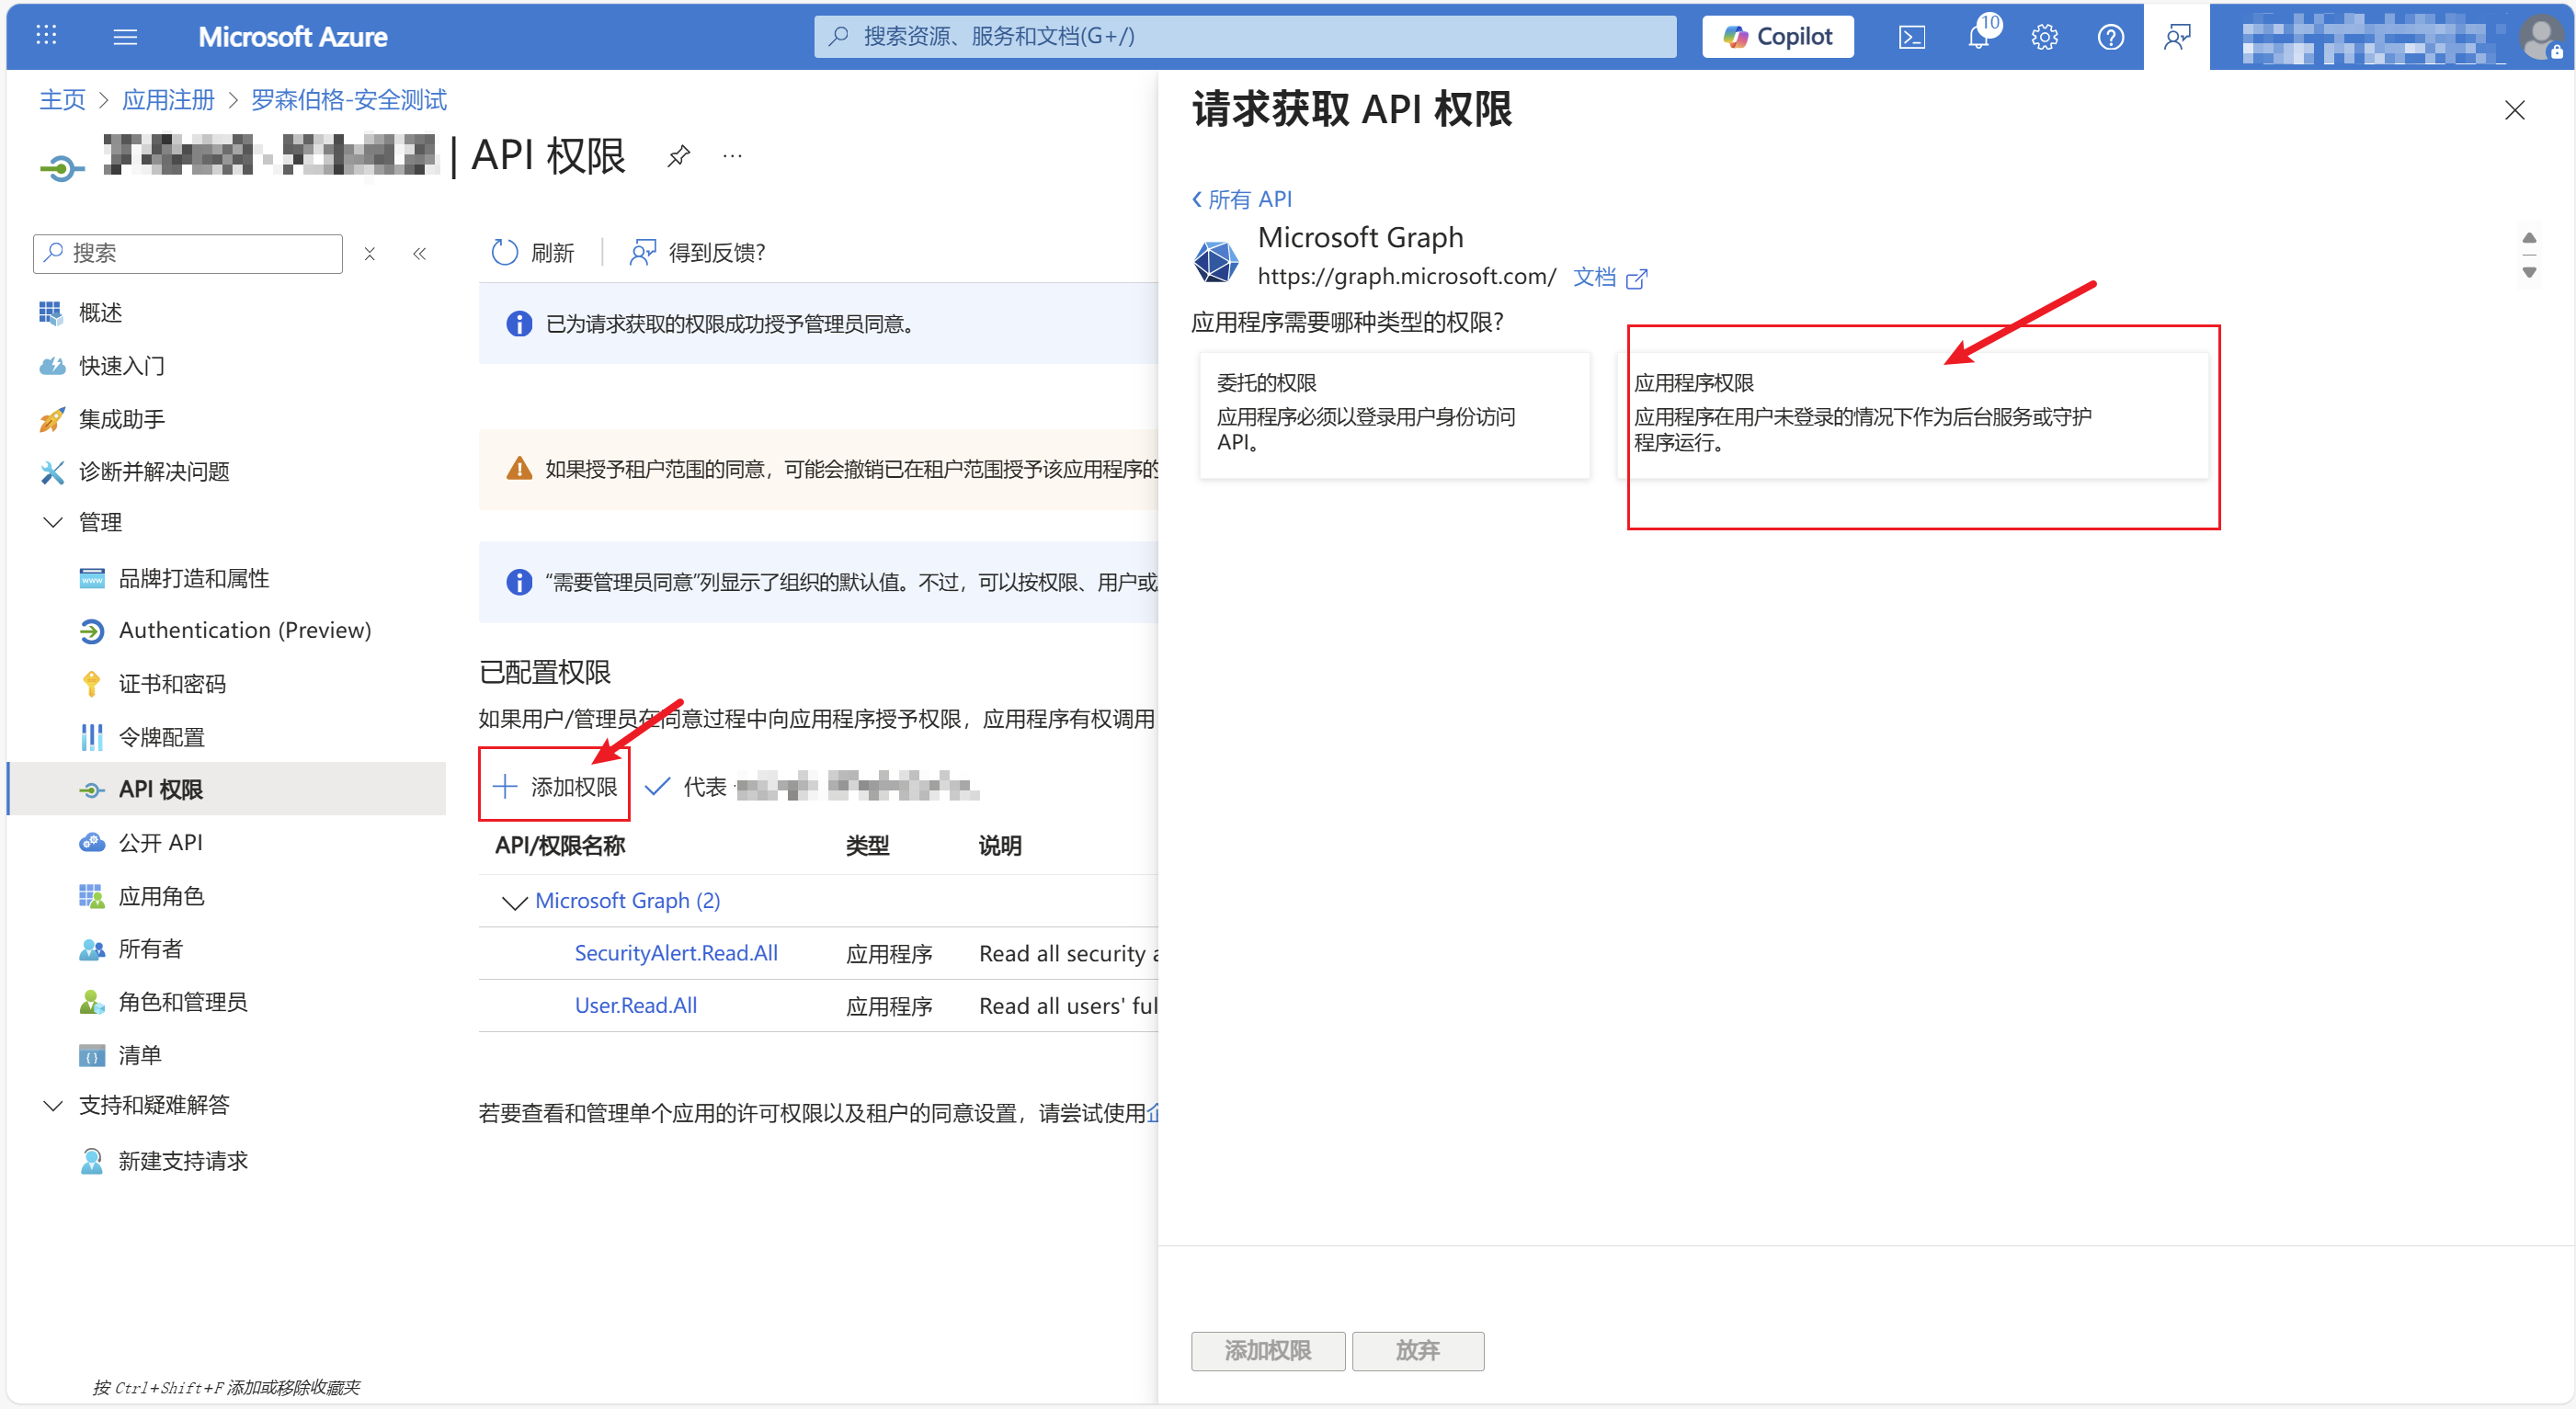 Microsoft Azure
搜索资源、服务和文档(G+/)
Copilot
10
主页 > 应用注册 > 罗森伯格-安全测试
| API 权限
搜索
刷新
得到反馈?
概述
快速入门
集成助手
诊断并解决问题
管理
品牌打造和属性
Authentication (Preview)
证书和密码
令牌配置
API 权限
公开 API
应用角色
所有者
角色和管理员
清单
支持和疑难解答
新建支持请求
按 Ctrl+Shift+F 添加或移除收藏夹
已为请求获取的权限成功授予管理员同意。
如果授予租户范围的同意，可能会撤销已在租户范围授予该应用程序的
“需要管理员同意”列显示了组织的默认值。不过，可以按权限、用户或
已配置权限
如果用户/管理员在同意过程中向应用程序授予权限，应用程序有权调用
添加权限
代表
API/权限名称 类型 说明
Microsoft Graph (2)
SecurityAlert.Read.All 应用程序 Read all security
User.Read.All 应用程序 Read all users' ful
若要查看和管理单个应用的许可权限以及租户的同意设置，请尝试使用
请求获取 API 权限
所有 API
Microsoft Graph
https://graph.microsoft.com/ 文档
应用程序需要哪种类型的权限?
委托的权限
应用程序必须以登录用户身份访问
API。
应用程序权限
应用程序在用户未登录的情况下作为后台服务或守护
程序运行。
添加权限
放弃